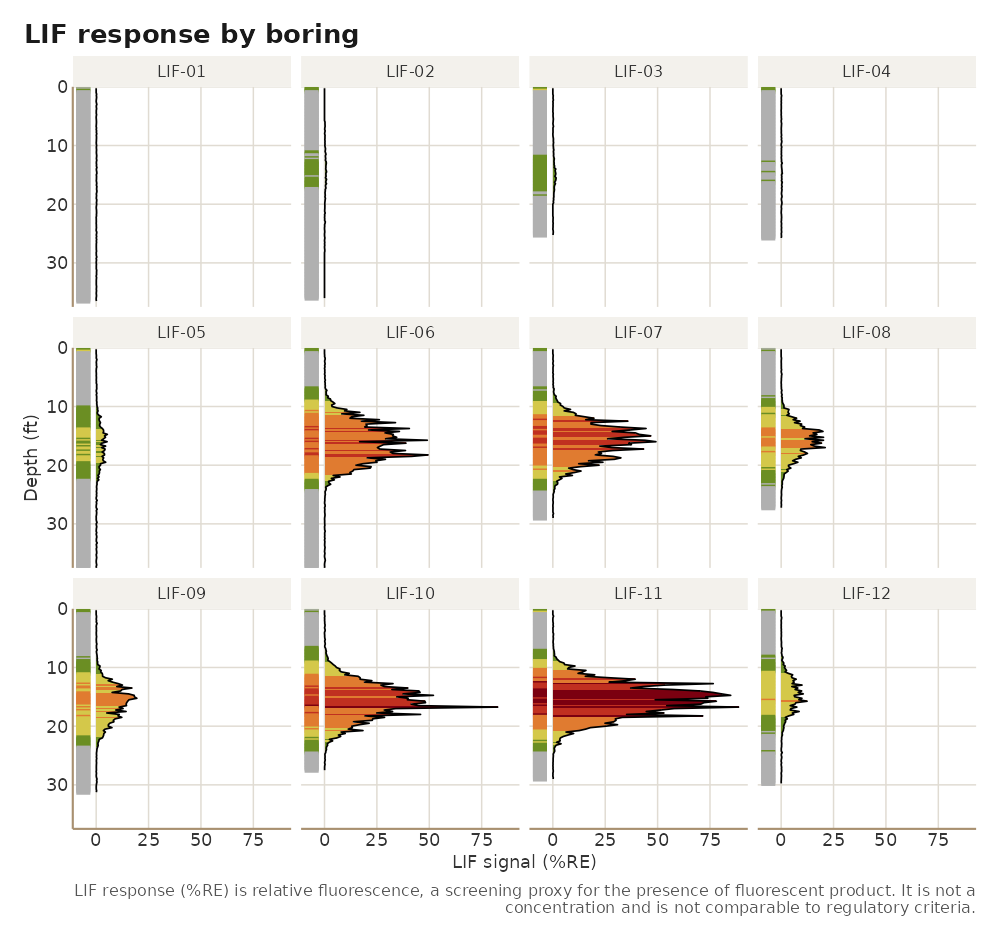 LIF response by boring
LIF-01 LIF-02 LIF-03 LIF-04
0
10
20
30
LIF-05 LIF-06 LIF-07 LIF-08
0
10
20
30
Depth (ft)
LIF-09 LIF-10 LIF-11 LIF-12
0
10
20
30
0 25 50 75 0 25 50 75 0 25 50 75 0 25 50 75
LIF signal (%RE)
LIF response (%RE) is relative fluorescence, a screening proxy for the presence of fluorescent product. It is not a
concentration and is not comparable to regulatory criteria.